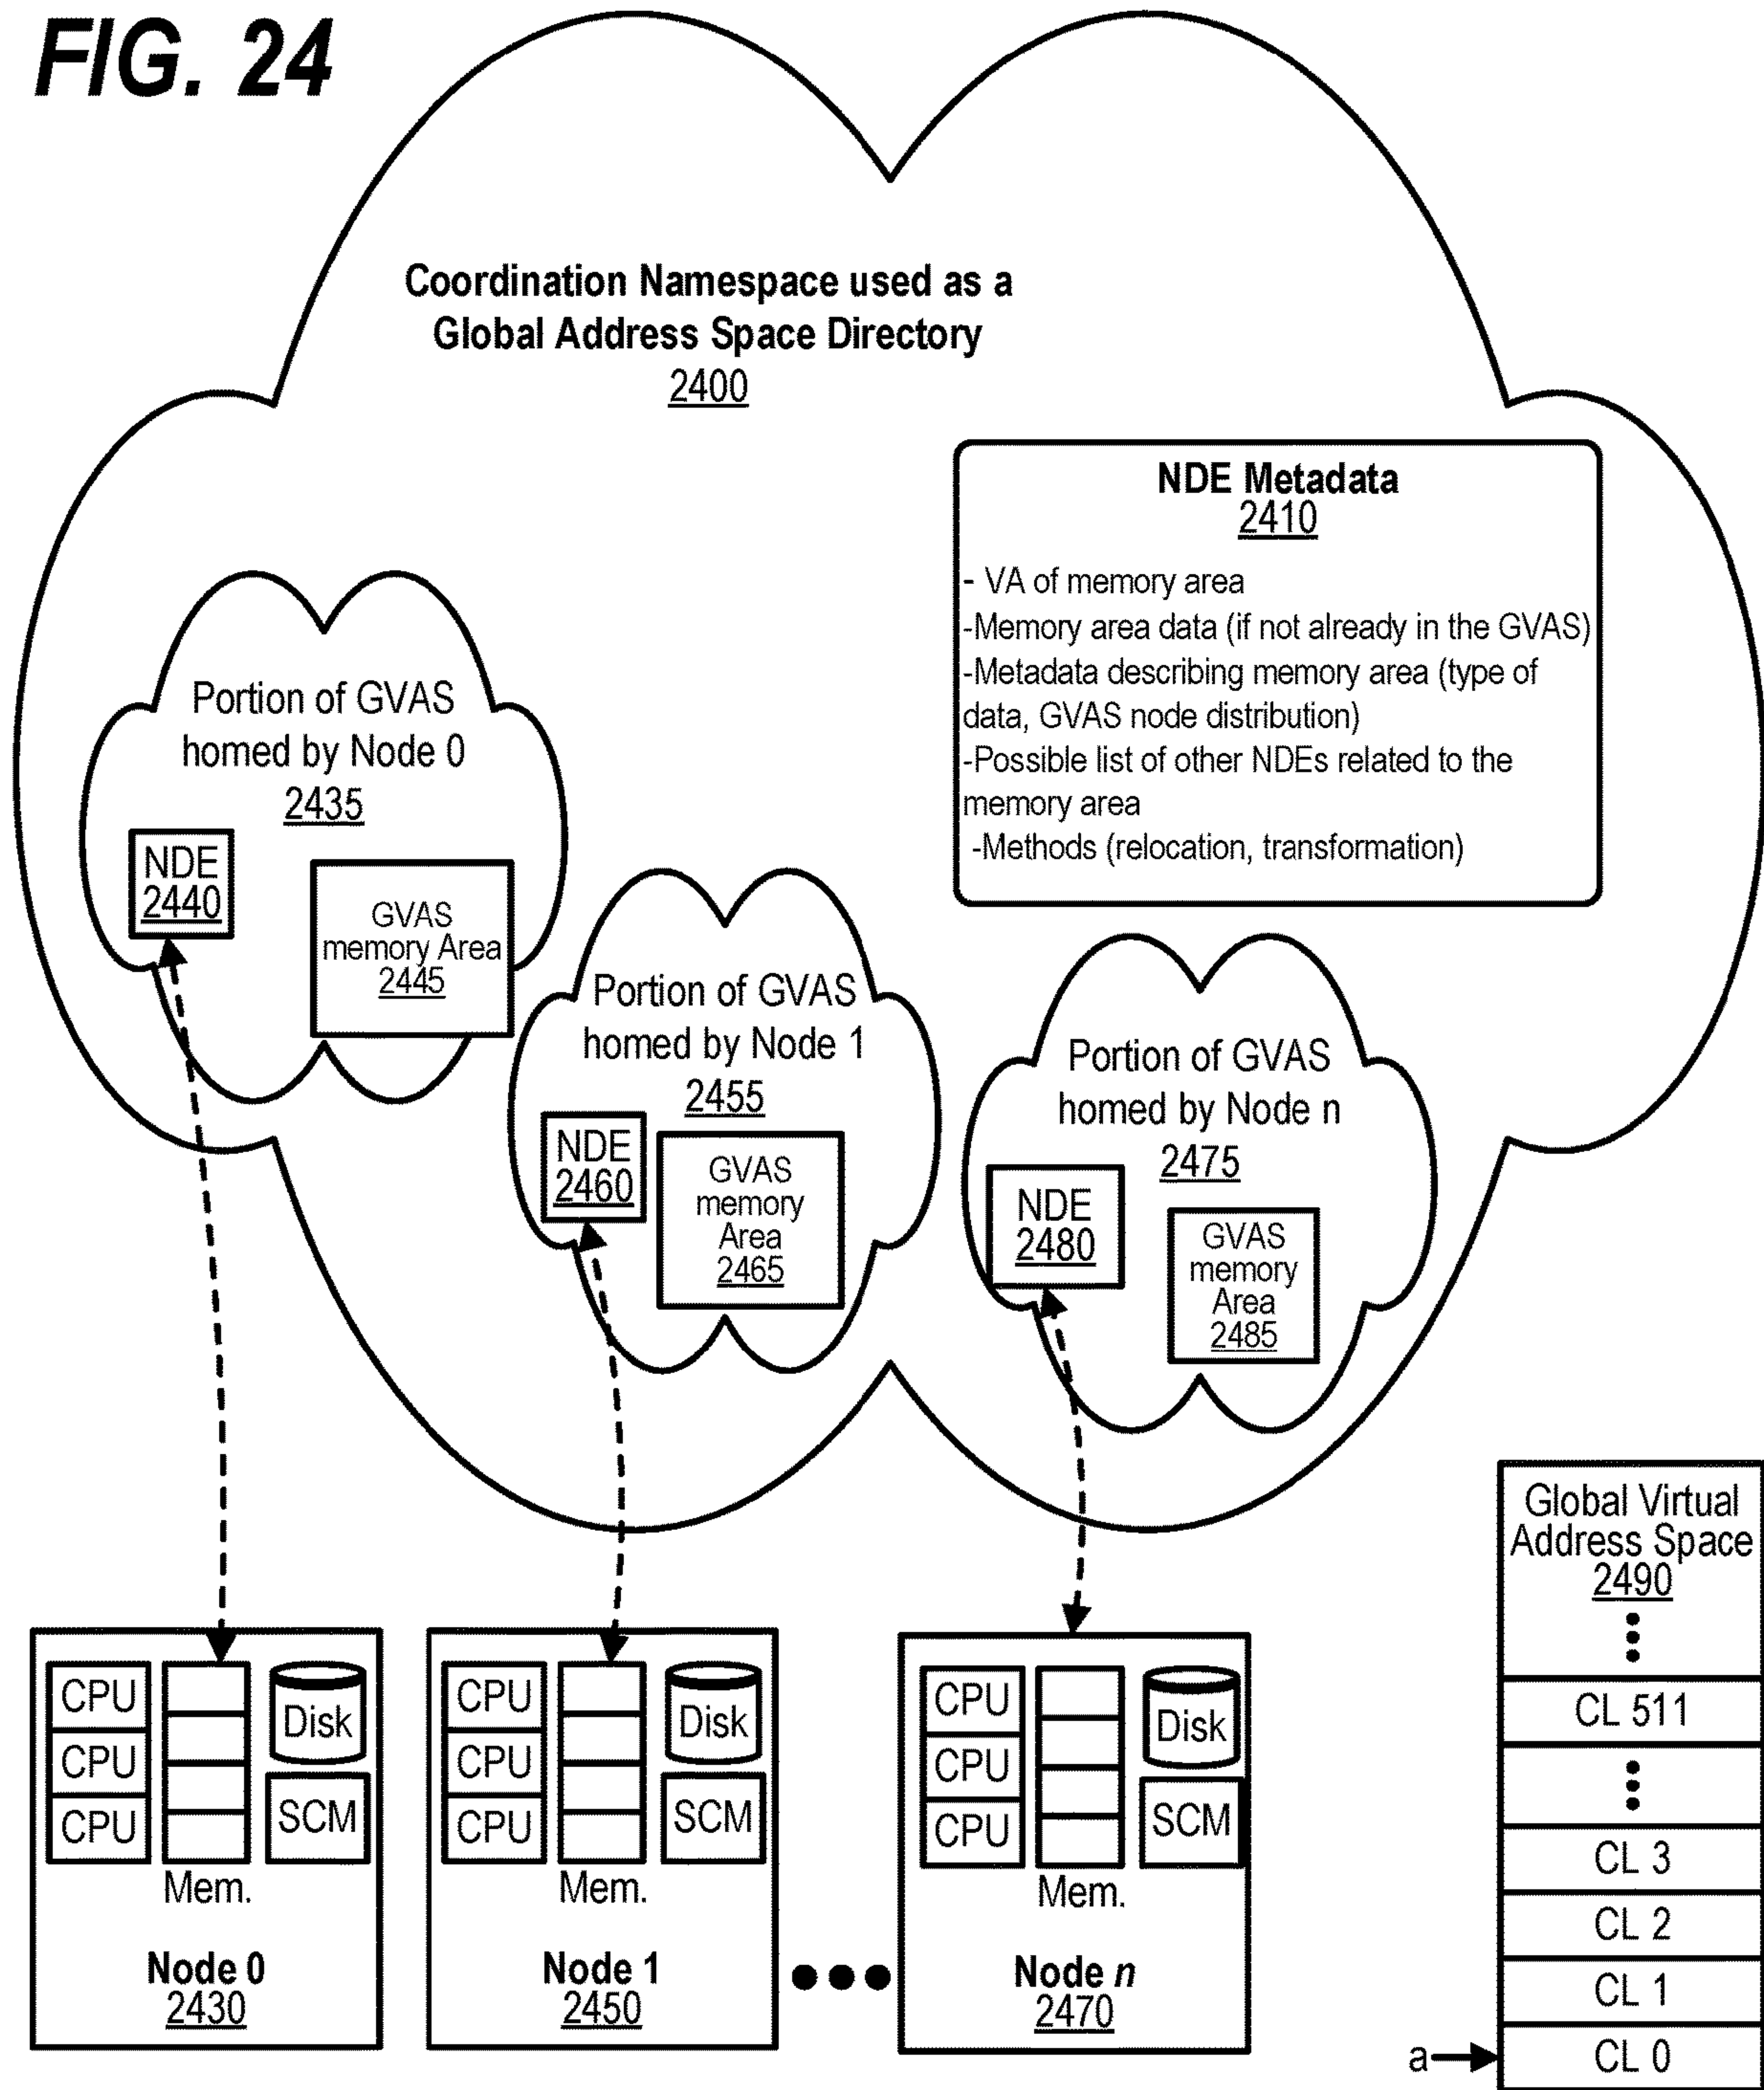 FIG. 24
Coordination Namespace used as a
Global Address Space Directory
2400
NDE Metadata
2410
- VA of memory area
-Memory area data (if not already in the GVAS)
-Metadata describing memory area (type of
data, GVAS node distribution)
-Possible list of other NDEs related to the
memory area
-Methods (relocation, transformation)
Portion of GVAS
homed by Node 0
2435
NDE
2440
GVAS
memory Area
2445
Portion of GVAS
homed by Node 1
2455
NDE
2460
GVAS
memory
Area
2465
Portion of GVAS
homed by Node n
2475
NDE
2480
GVAS
memory
Area
2485
CPU
CPU
CPU
Mem.
Disk
SCM
Node 0
2430
CPU
CPU
CPU
Mem.
Disk
SCM
Node 1
2450
CPU
CPU
CPU
Mem.
Disk
SCM
Node n
2470
Global Virtual
Address Space
2490
CL 511
CL 3
CL 2
CL 1
a
CL 0